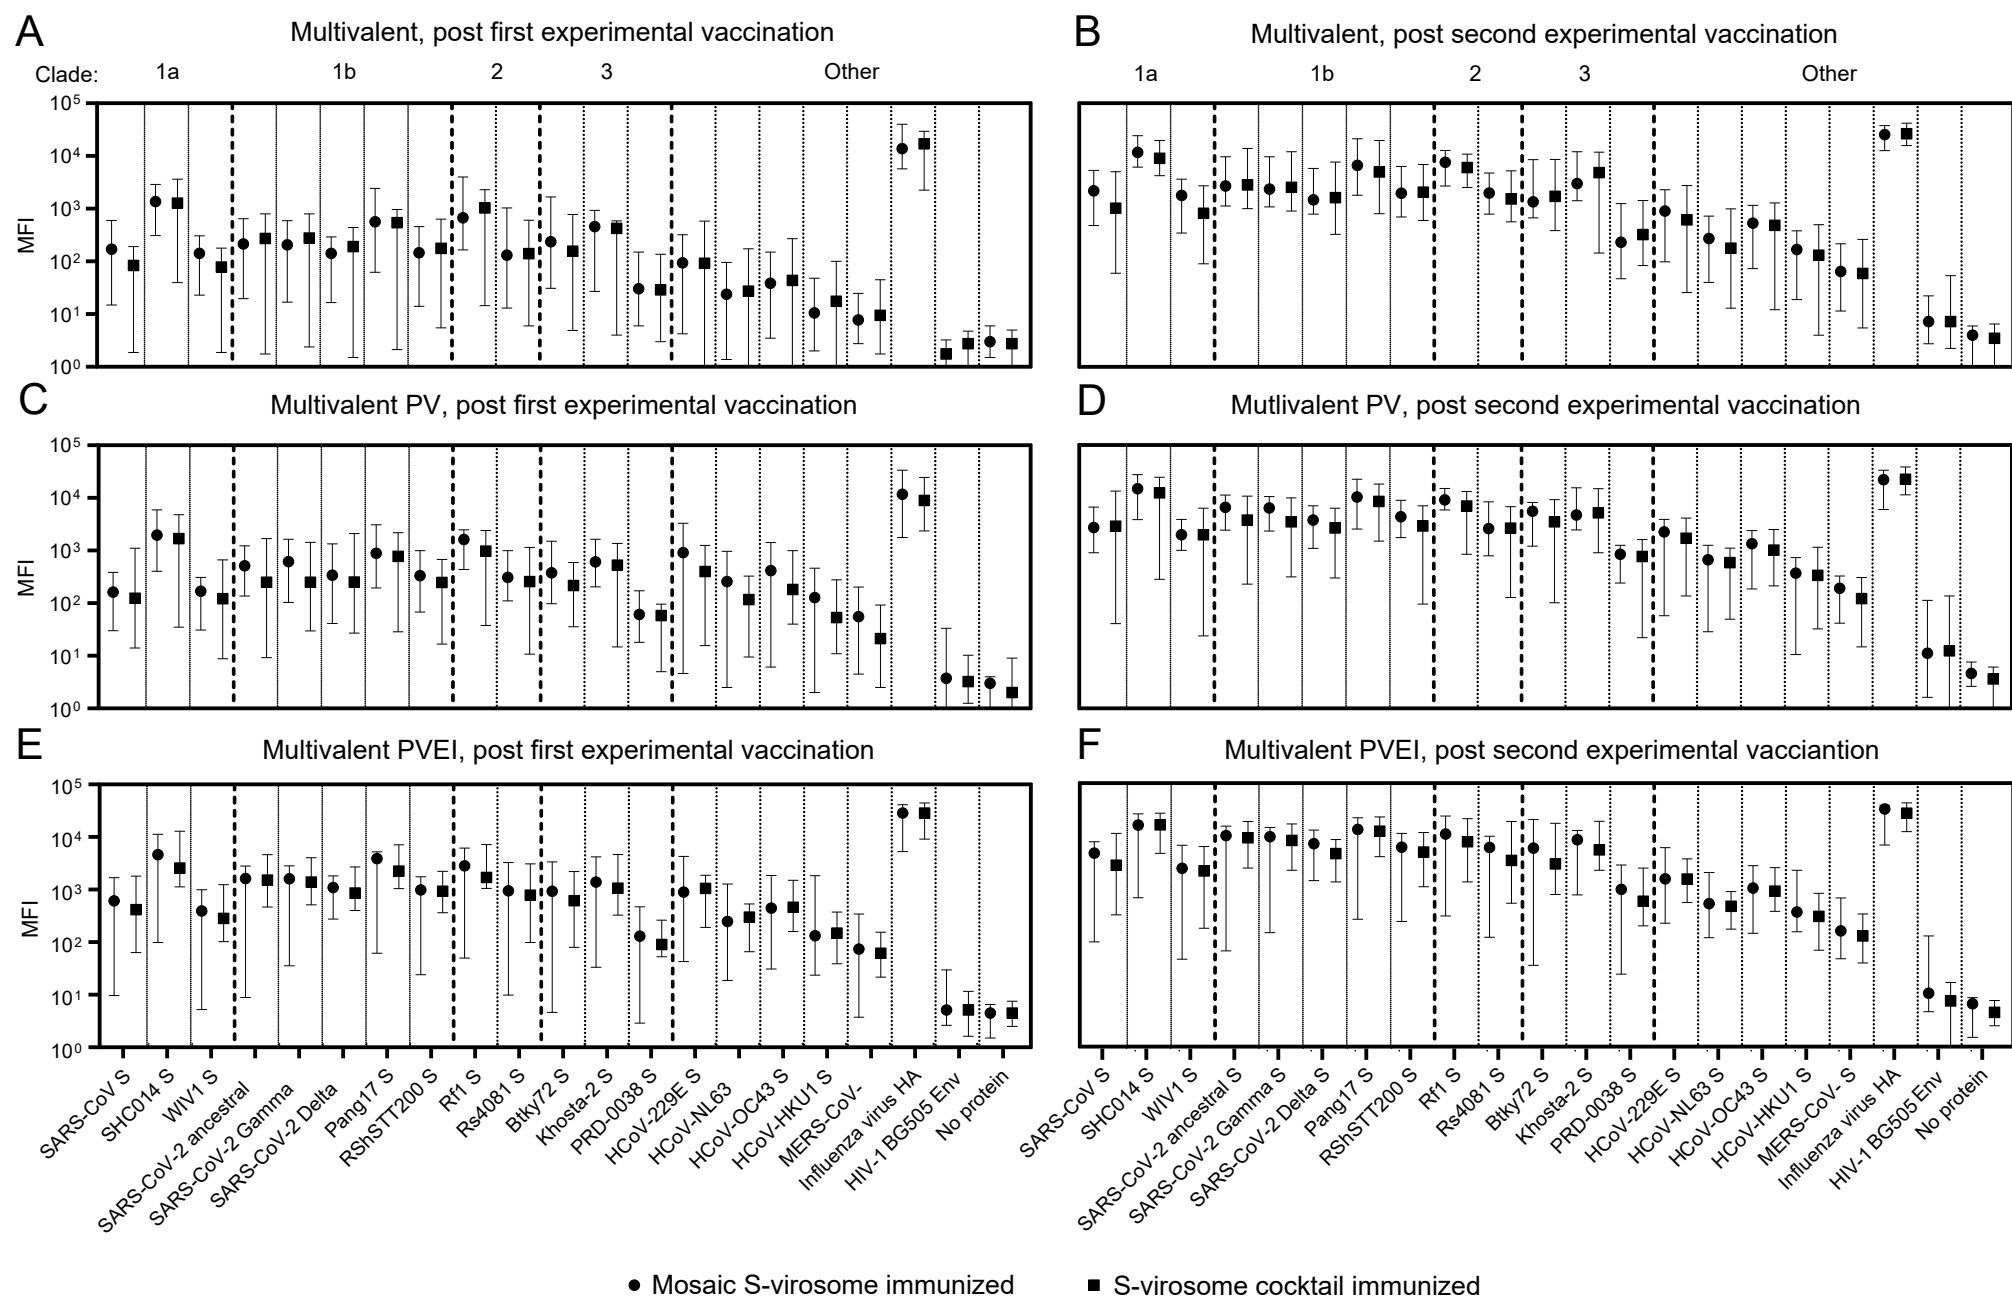 A
Multivalent, post first experimental vaccination
B
Multivalent, post second experimental vaccination
Clade: 1a 1b 2 3 Other
1a 1b 2 3 Other
MFI
10⁵
10⁴
10³
10²
10¹
10⁰
C
Multivalent PV, post first experimental vaccination
D
Mutlivalent PV, post second experimental vaccination
MFI
10⁵
10⁴
10³
10²
10¹
10⁰
E
Multivalent PVEI, post first experimental vaccination
F
Multivalent PVEI, post second experimental vacciantion
MFI
10⁵
10⁴
10³
10²
10¹
10⁰
SARS-CoV S
SHC014 S
WIV1 S
SARS-CoV-2 ancestral
SARS-CoV-2 Gamma
SARS-CoV-2 Delta
Pang17 S
RShSTT200 S
Rf1 S
Rs4081 S
Btky72 S
Khosta-2 S
PRD-0038 S
HCoV-229E S
HCoV-NL63
HCoV-OC43 S
HCoV-HKU1 S
MERS-CoV-
Influenza virus HA
HIV-1 BG505 Env
No protein
SARS-CoV S
SHC014 S
WIV1 S
SARS-CoV-2 ancestral S
SARS-CoV-2 Gamma S
SARS-CoV-2 Delta S
Pang17 S
RShSTT200 S
Rf1 S
Rs4081 S
Btky72 S
Khosta-2 S
PRD-0038 S
HCoV-229E S
HCoV-NL63 S
HCoV-OC43 S
HCoV-HKU1 S
MERS-CoV- S
Influenza virus HA
HIV-1 BG505 Env
No protein
Mosaic S-virosome immunized
S-virosome cocktail immunized